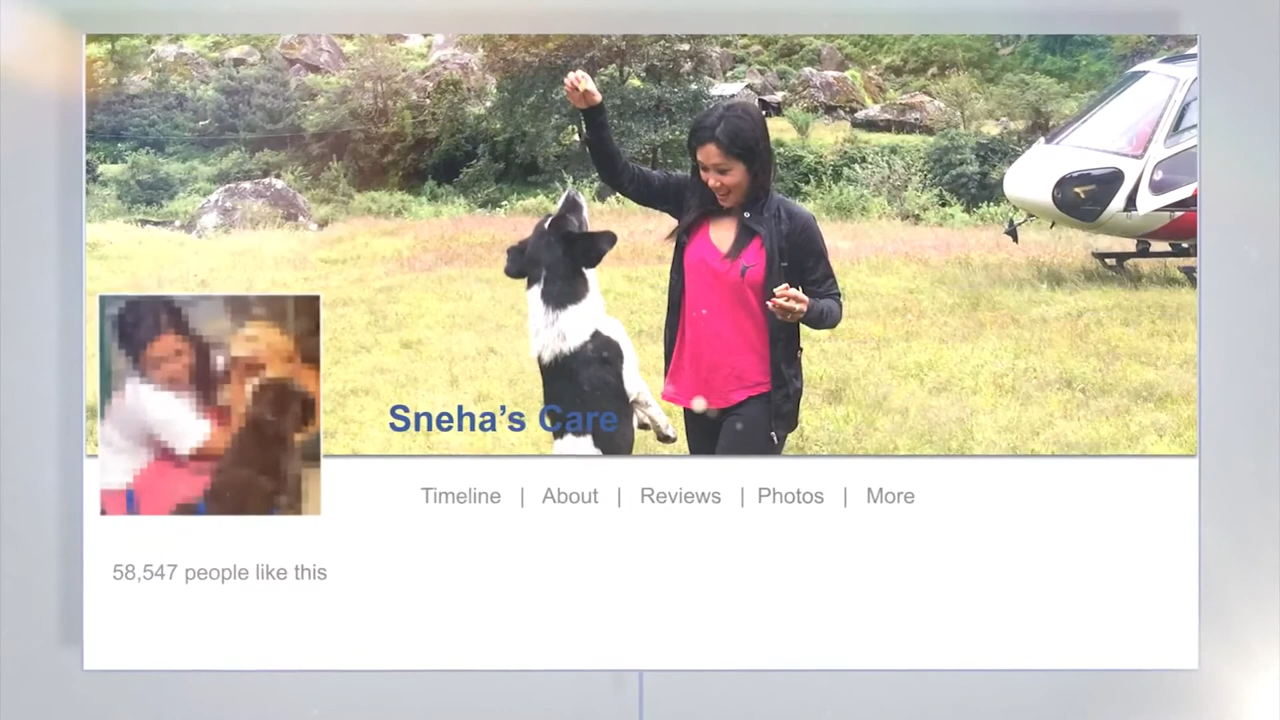 Sneha’s Care
Timeline | About | Reviews | Photos | More
58,547 people like this